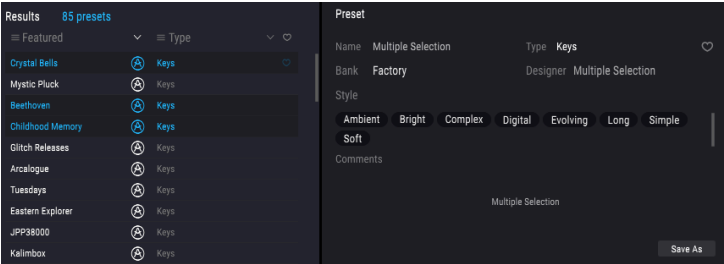 Results 85 presets
Featured Type
Crystal Bells Keys
Mystic Pluck Keys
Beethoven Keys
Childhood Memory Keys
Glitch Releases Keys
Arcalogue Keys
Tuesdays Keys
Eastern Explorer Keys
JPP38000 Keys
Kalimbox Keys
Preset
Name Multiple Selection Type Keys
Bank Factory Designer Multiple Selection
Style
Ambient Bright Complex Digital Evolving Long Simple
Soft
Comments
Multiple Selection
Save As